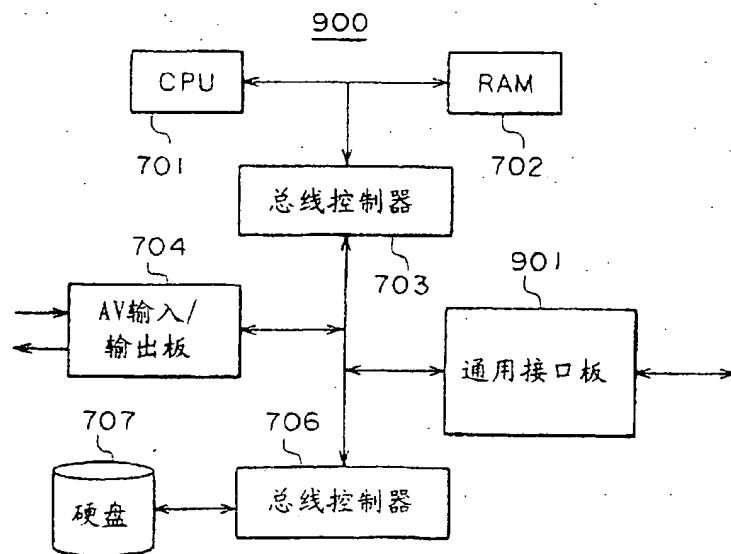 900
CPU
RAM
701
702
总线控制器
703
704
AV输入/
输出板
901
通用接口板
707
706
硬盘
总线控制器